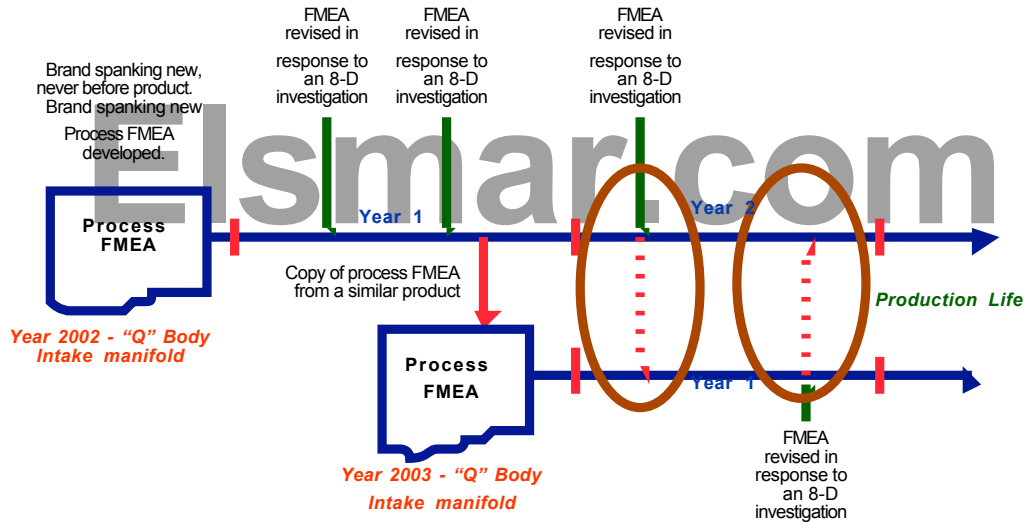 FMEA
revised in
response to
an 8-D
investigation
FMEA
revised in
response to
an 8-D
investigation
FMEA
revised in
response to
an 8-D
investigation
Brand spanking new,
never before product.
Brand spanking new
Process FMEA
developed.
Elsmar.com
Process
FMEA
Year 1
Year 2
Copy of process FMEA
from a similar product
Production Life
Year 2002 - “Q” Body
Intake manifold
Process
FMEA
Year 1
Year 2003 - “Q” Body
Intake manifold
FMEA
revised in
response to
an 8-D
investigation